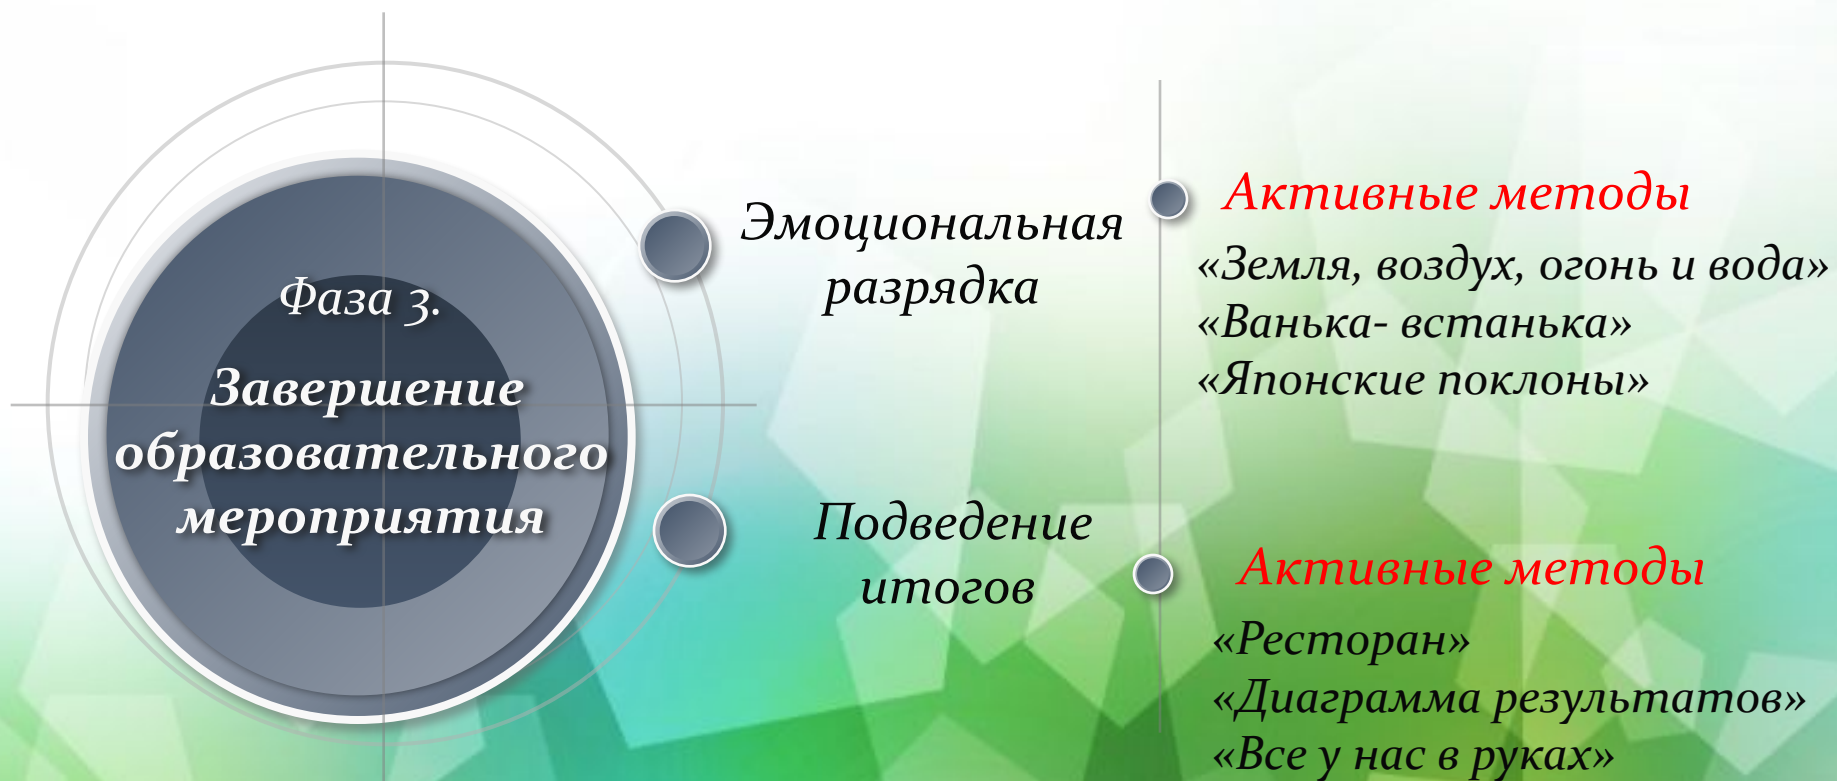 Фаза 3.
Завершение
образовательного
мероприятия
Эмоциональная
разрядка
Активные методы
«Земля, воздух, огонь и вода»
«Ванька- встанька»
«Японские поклоны»
Подведение
итогов
Активные методы
«Ресторан»
«Диаграмма результатов»
«Все у нас в руках»